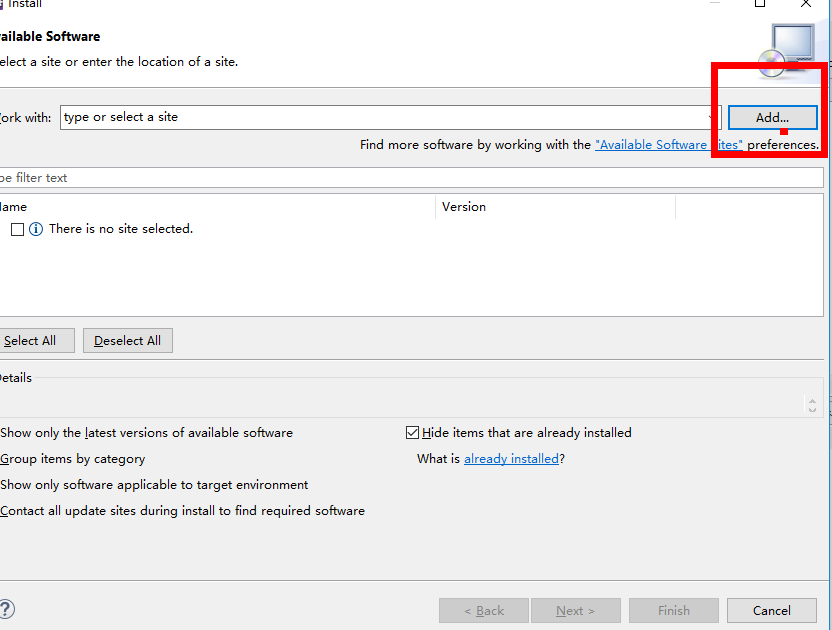 Install
ailable Software
elect a site or enter the location of a site.
ork with: type or select a site Add...
Find more software by working with the "Available Software ites" preferences.
pe filter text
ame Version
There is no site selected.
Select All Deselect All
Details
Show only the latest versions of available software Hide items that are already installed
Group items by category What is already installed?
Show only software applicable to target environment
Contact all update sites during install to find required software
? < Back Next > Finish Cancel